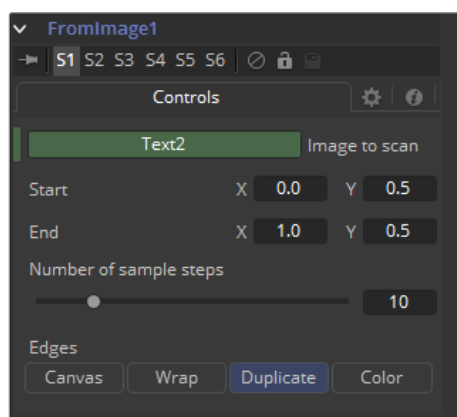 FromImage1
S1 S2 S3 S4 S5 S6
Controls
Text2 Image to scan
Start X 0.0 Y 0.5
End X 1.0 Y 0.5
Number of sample steps
10
Edges
Canvas Wrap Duplicate Color